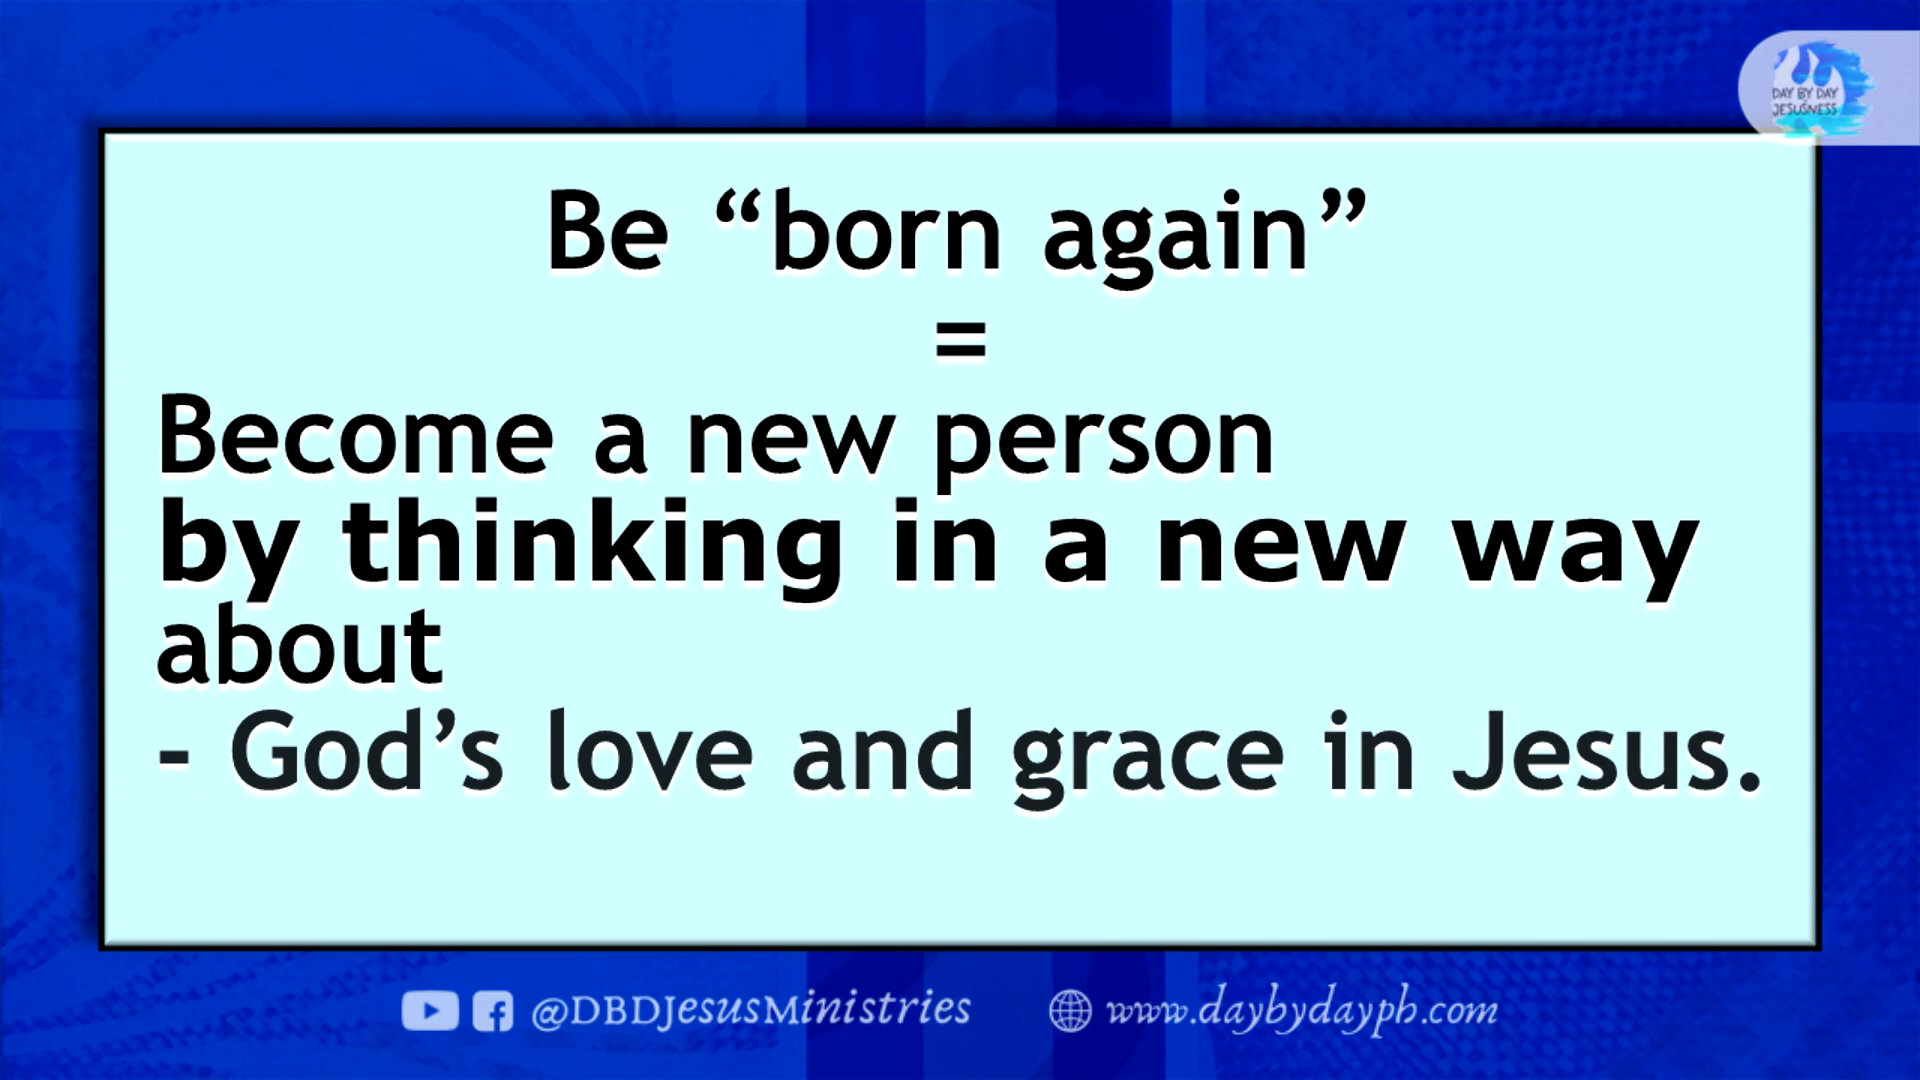 DAY BY DAY
JESUSNESS
Be “born again”
=
Become a new person
by thinking in a new way
about
- God’s love and grace in Jesus.
@DBDJesusMinistries
www.daybydayph.com